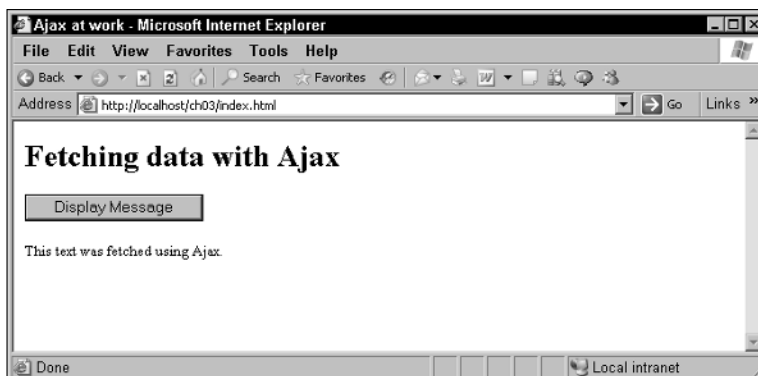 Ajax at work - Microsoft Internet Explorer
File Edit View Favorites Tools Help
Back Search Favorites
Address http://localhost/ch03/index.html Go Links »
Fetching data with Ajax
Display Message
This text was fetched using Ajax.
Done Local intranet